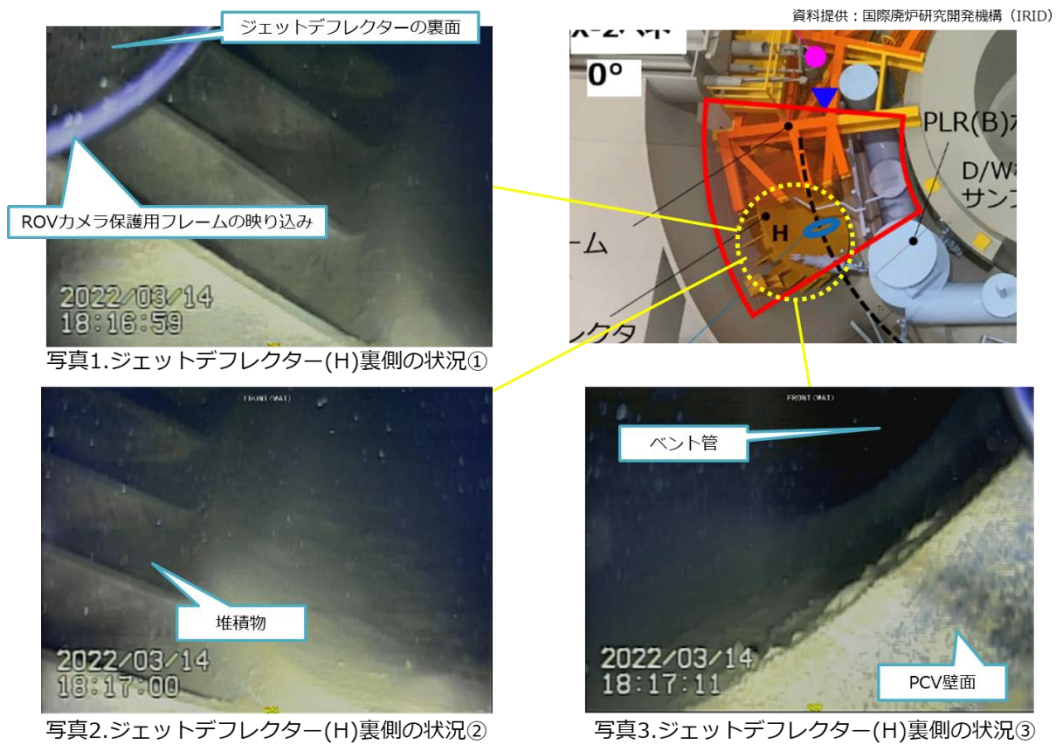 資料提供：国際廃炉研究開発機構（IRID）
ジェットデフレクターの裏面
ROVカメラ保護用フレームの映り込み
2022/03/14
18:16:59
写真1.ジェットデフレクター(H)裏側の状況①
0°
PLR(B)
D/W
サンプ
H
ーム
レクタ
FRONT(WAT)
堆積物
2022/03/14
18:17:00
写真2.ジェットデフレクター(H)裏側の状況②
FRONT(WAT)
ベント管
PCV壁面
2022/03/14
18:17:11
写真3.ジェットデフレクター(H)裏側の状況③